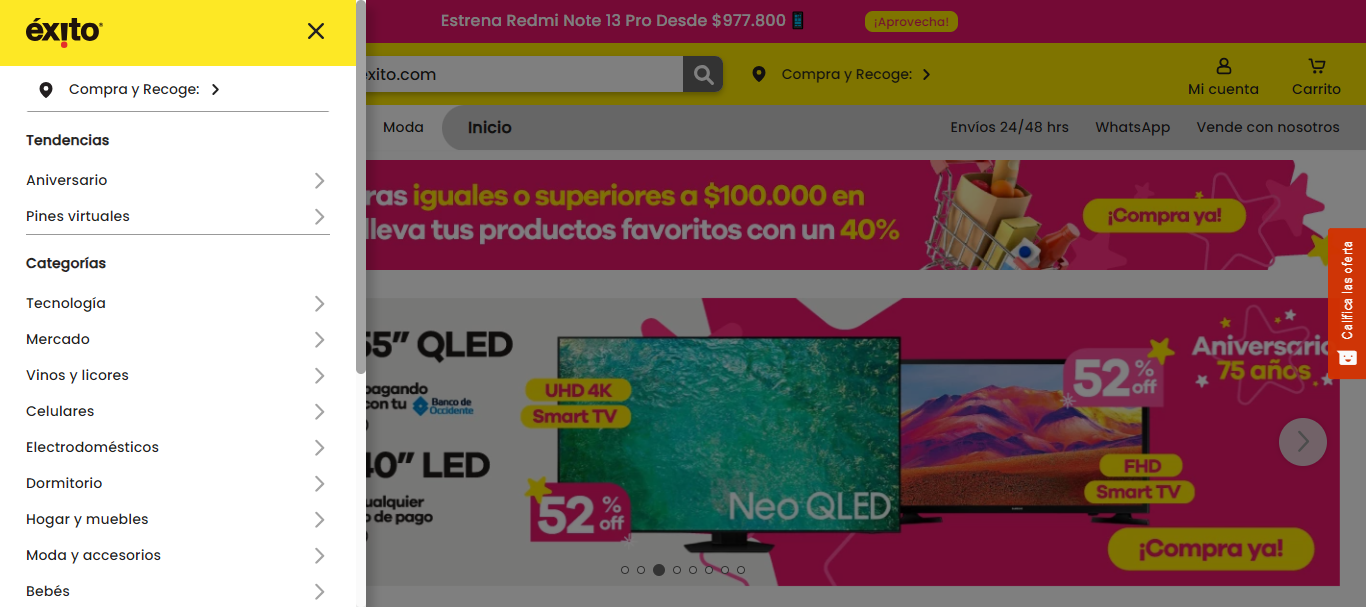 éxito
Compra y Recoge:
Tendencias
Aniversario
Pines virtuales
Categorías
Tecnología
Mercado
Vinos y licores
Celulares
Electrodomésticos
Dormitorio
Hogar y muebles
Moda y accesorios
Bebés
Estrena Redmi Note 13 Pro Desde $977.800
¡Aprovecha!
exito.com
Compra y Recoge:
Mi cuenta
Carrito
Moda
Inicio
Envíos 24/48 hrs
WhatsApp
Vende con nosotros
ras iguales o superiores a $100.000 en
lleva tus productos favoritos con un 40%
¡Compra ya!
Califica las oferta
55” QLED
pagando
con tu Banco de Occidente
40” LED
ualquier
o de pago
UHD 4K
Smart TV
52% off
Neo QLED
52% off
FHD
Smart TV
SAMSUNG
Aniversario
75 años
¡Compra ya!